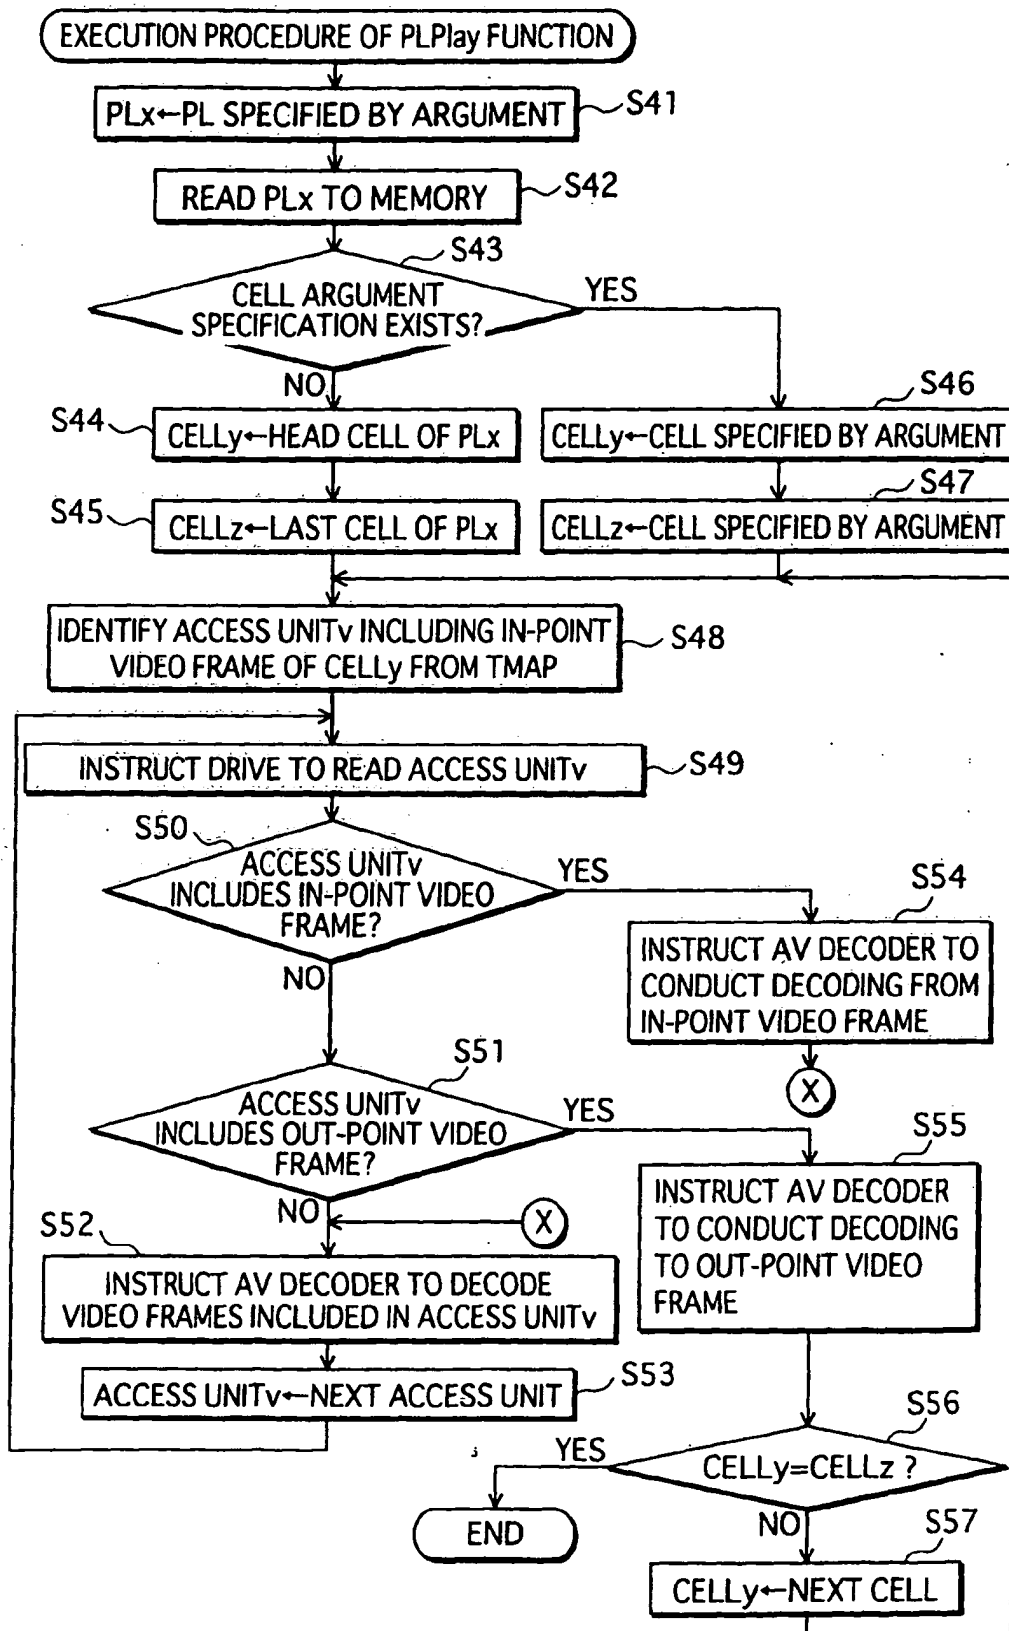 EXECUTION PROCEDURE OF PLPlay FUNCTION
PLx←PL SPECIFIED BY ARGUMENT
S41
READ PLx TO MEMORY
S42
S43
CELL ARGUMENT
SPECIFICATION EXISTS?
YES
NO
S44
CELLy←HEAD CELL OF PLx
S46
CELLy←CELL SPECIFIED BY ARGUMENT
S45
CELLz←LAST CELL OF PLx
S47
CELLz←CELL SPECIFIED BY ARGUMENT
IDENTIFY ACCESS UNITv INCLUDING IN-POINT
VIDEO FRAME OF CELLy FROM TMAP
S48
INSTRUCT DRIVE TO READ ACCESS UNITv
S49
S50
ACCESS UNITv
INCLUDES IN-POINT VIDEO
FRAME?
YES
NO
S54
INSTRUCT AV DECODER TO
CONDUCT DECODING FROM
IN-POINT VIDEO FRAME
X
S51
ACCESS UNITv
INCLUDES OUT-POINT VIDEO
FRAME?
YES
NO
X
S55
INSTRUCT AV DECODER
TO CONDUCT DECODING
TO OUT-POINT VIDEO
FRAME
S52
INSTRUCT AV DECODER TO DECODE
VIDEO FRAMES INCLUDED IN ACCESS UNITv
ACCESS UNITv←NEXT ACCESS UNIT
S53
S56
CELLy=CELLz ?
YES
END
NO
S57
CELLy←NEXT CELL